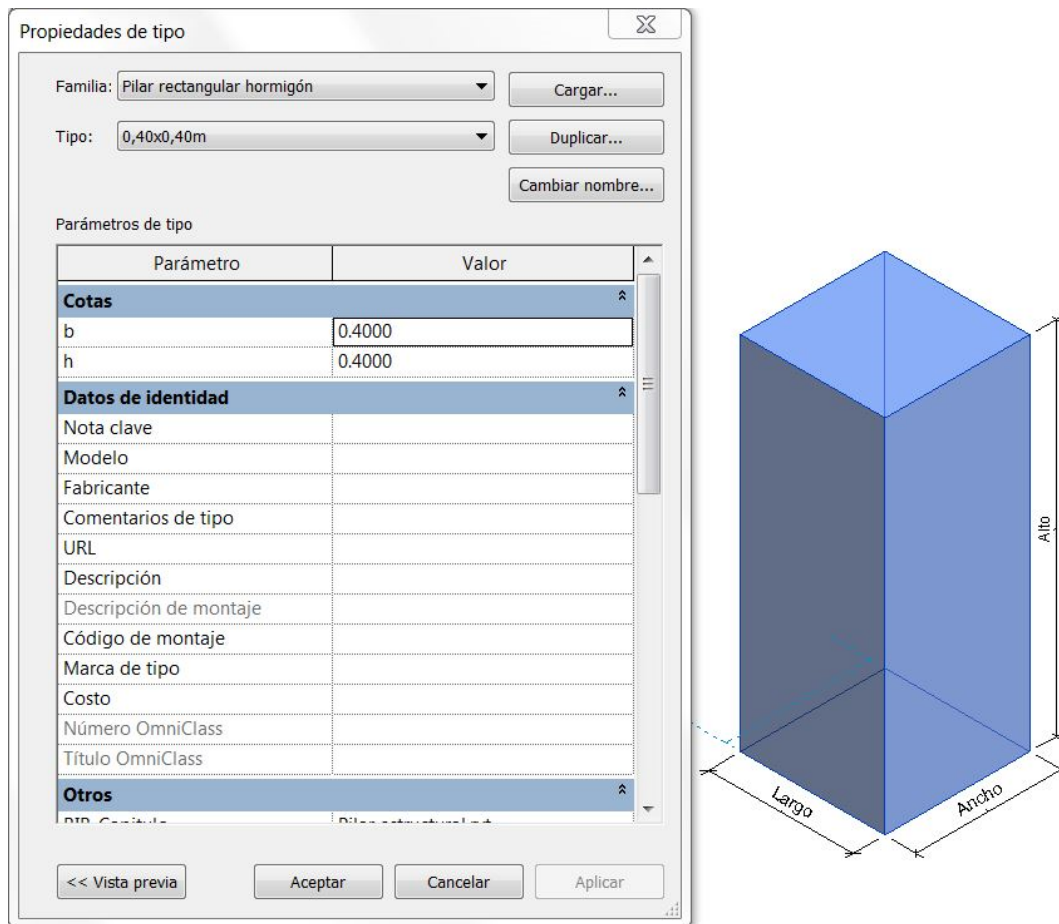 Propiedades de tipo
Familia: Pilar rectangular hormigón Cargar...
Tipo: 0,40x0,40m Duplicar...
Cambiar nombre...
Parámetros de tipo
Parámetro Valor
Cotas
b 0.4000
h 0.4000
Datos de identidad
Nota clave
Modelo
Fabricante
Comentarios de tipo
URL
Descripción
Descripción de montaje
Código de montaje
Marca de tipo
Costo
Número OmniClass
Título OmniClass
Otros
<< Vista previa Aceptar Cancelar Aplicar
Alto
Largo
Ancho